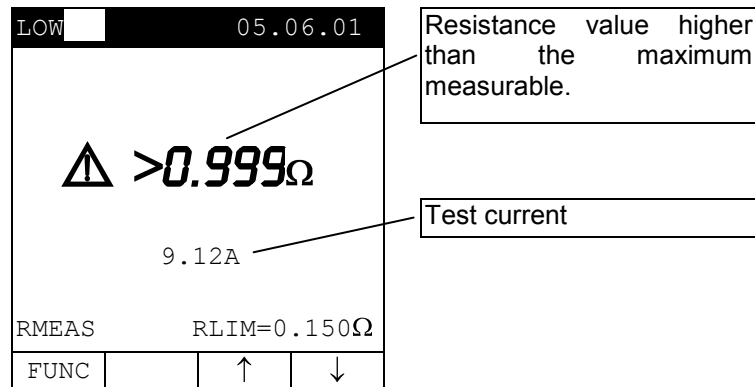 LOW 05.06.01
>0.999Ω
9.12A
RMEAS RLIM=0.150Ω
FUNC ↑ ↓
Resistance value higher
than the maximum
measurable.
Test current